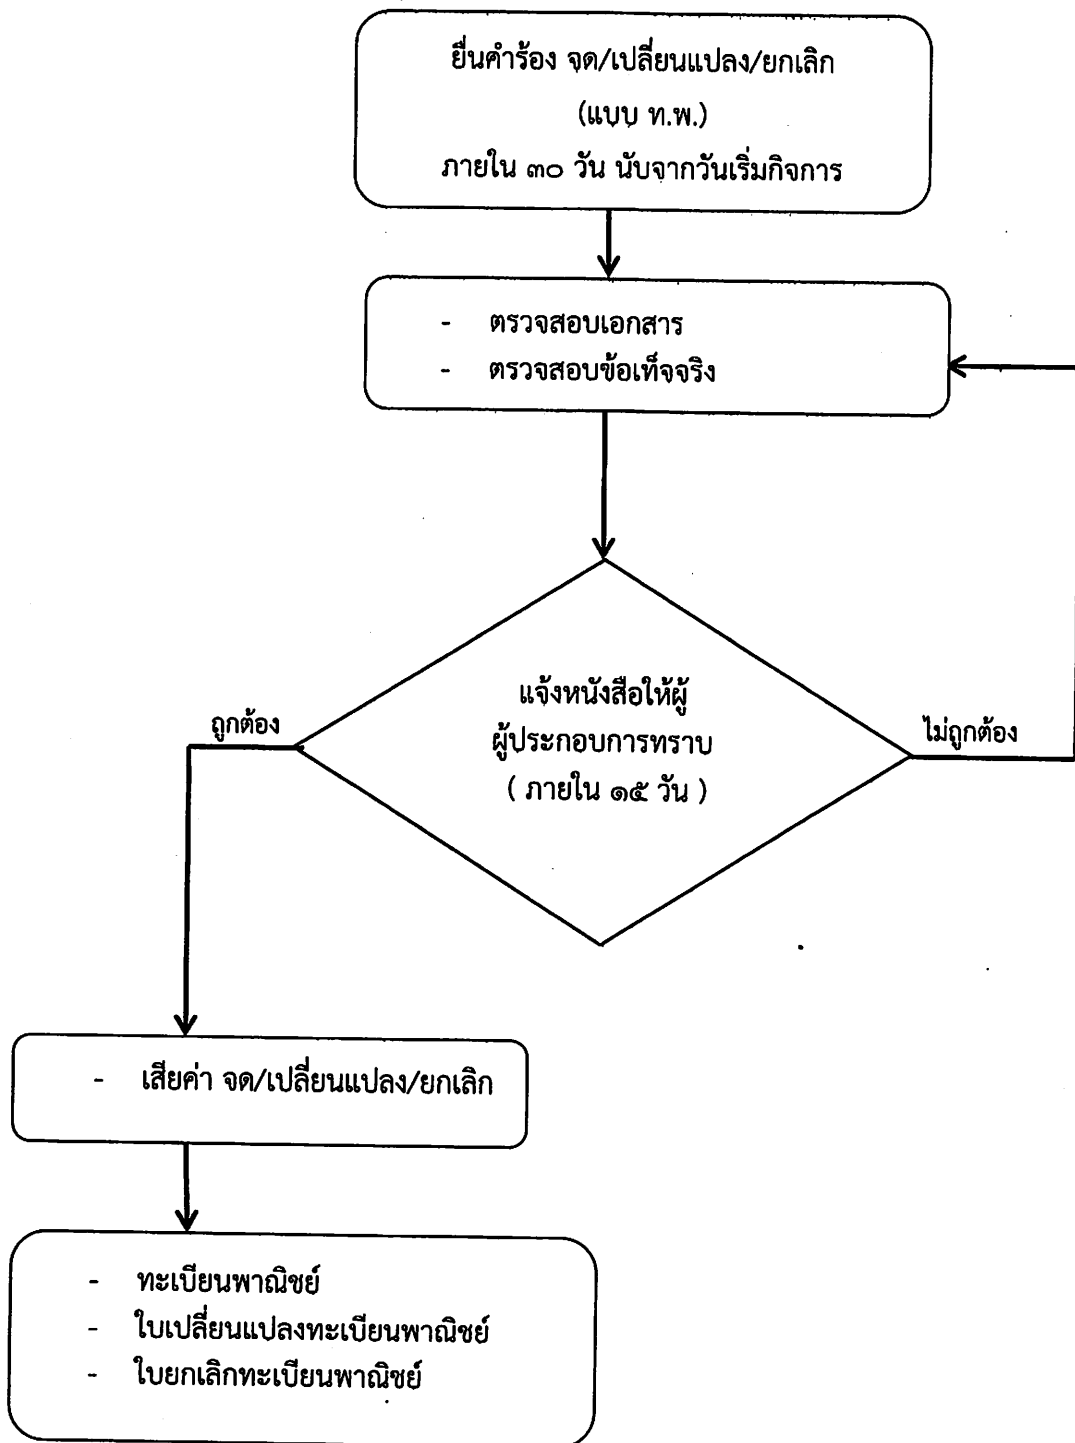 ยื่นคำร้อง จด/เปลี่ยนแปลง/ยกเลิก
(แบบ ท.พ.)
ภายใน ๓๐ วัน นับจากวันเริ่มกิจการ
- ตรวจสอบเอกสาร
- ตรวจสอบข้อเท็จจริง
แจ้งหนังสือให้ผู้
ผู้ประกอบการทราบ
( ภายใน ๑๕ วัน )
ถูกต้อง
ไม่ถูกต้อง
- เสียค่า จด/เปลี่ยนแปลง/ยกเลิก
- ทะเบียนพาณิชย์
- ใบเปลี่ยนแปลงทะเบียนพาณิชย์
- ใบยกเลิกทะเบียนพาณิชย์